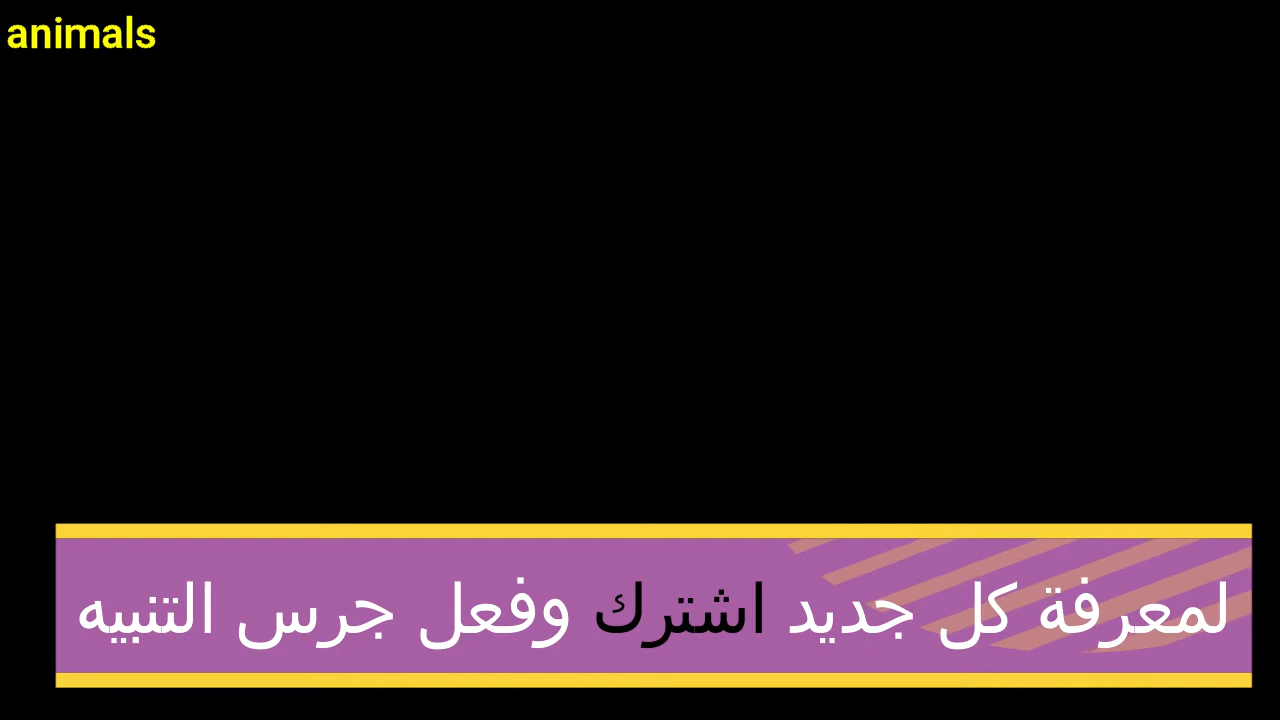 animals
لمعرفة كل جديد اشترك وفعل جرس التنبيه